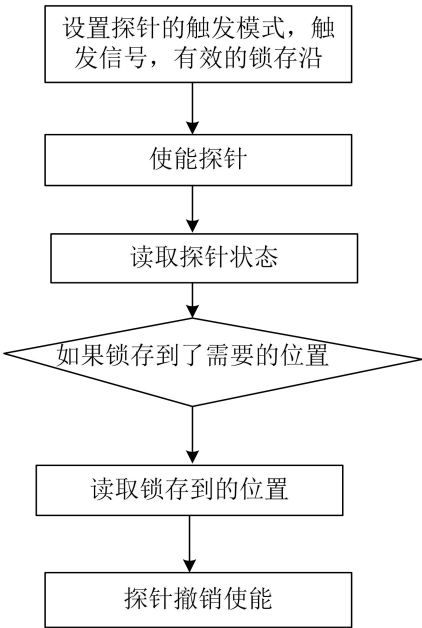 设置探针的触发模式，触
发信号，有效的锁存沿
使能探针
读取探针状态
如果锁存到了需要的位置
读取锁存到的位置
探针撤销使能